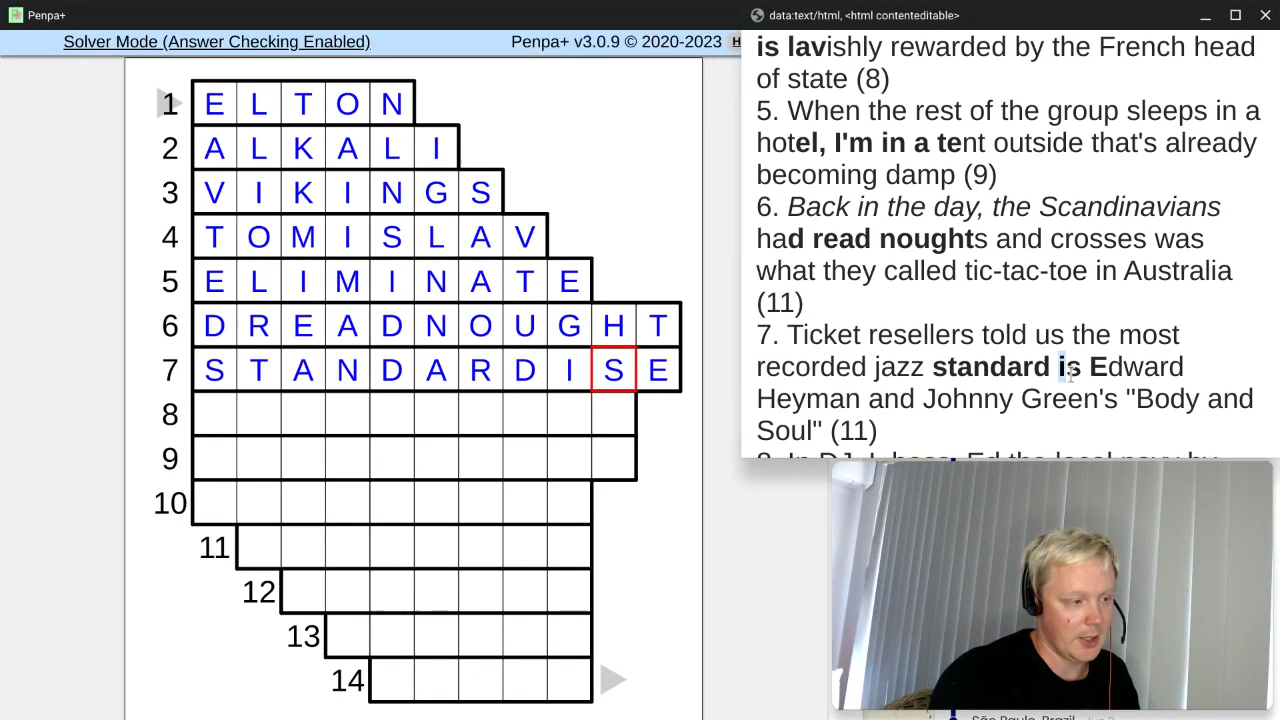 Penpa+
data:text/html, <html contenteditable>
Solver Mode (Answer Checking Enabled)
Penpa+ v3.0.9 © 2020-2023
1 E L T O N
2 A L K A L I
3 V I K I N G S
4 T O M I S L A V
5 E L I M I N A T E
6 D R E A D N O U G H T
7 S T A N D A R D I S E
8
9
10
11
12
13
14
is lavishly rewarded by the French head
of state (8)
5. When the rest of the group sleeps in a
hotel, I'm in a tent outside that's already
becoming damp (9)
6. Back in the day, the Scandinavians
had read noughts and crosses was
what they called tic-tac-toe in Australia
(11)
7. Ticket resellers told us the most
recorded jazz standard is Edward
Heyman and Johnny Green's "Body and
Soul" (11)